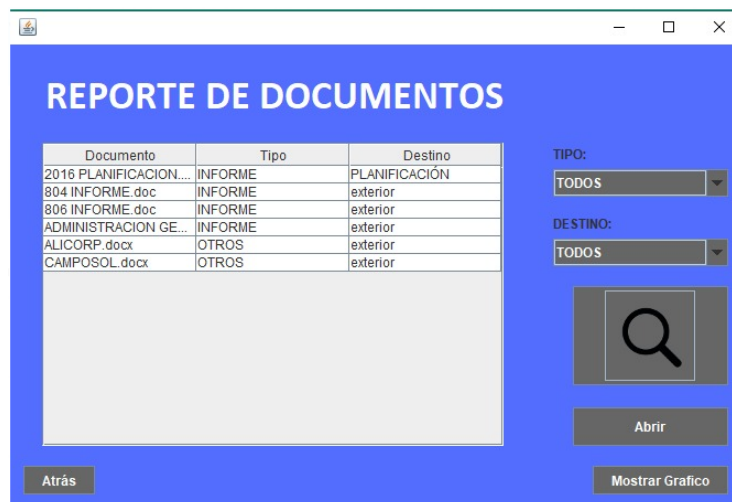 REPORTE DE DOCUMENTOS
Documento Tipo Destino
2016 PLANIFICACION.... INFORME PLANIFICACIÓN
804 INFORME.doc INFORME exterior
806 INFORME.doc INFORME exterior
ADMINISTRACION GE... INFORME exterior
ALICORP.docx OTROS exterior
CAMPOSOL.docx OTROS exterior
TIPO:
TODOS
DESTINO:
TODOS
Abrir
Atrás
Mostrar Grafico